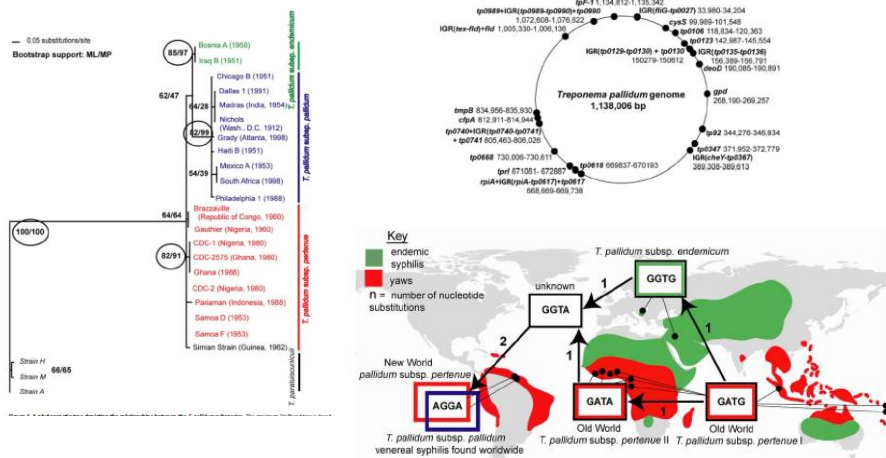 0.05 substitutions/site
Bootstrap support: ML/MP
85/97
Bosnia A (1950)
Iraq B (1951)
T. pallidum subsp. endemicum
62/47
Chicago B (1951)
Dallas 1 (1991)
64/28
Madras (India, 1954)
Nichols
(Wash., D.C. 1912)
82/99
Grady (Atlanta, 1998)
Haiti B (1951)
54/39
Mexico A (1953)
South Africa (1998)
Philadelphia 1 (1988)
T. pallidum subsp. pallidum
64/64
Brazzaville
(Republic of Congo, 1960)
Gauthier (Nigeria, 1960)
100/100
82/91
CDC-1 (Nigeria, 1980)
CDC-2575 (Ghana, 1980)
Ghana (1988)
CDC-2 (Nigeria, 1980)
Pariaman (Indonesia, 1988)
Samoa D (1953)
Samoa F (1953)
Simian Strain (Guinea, 1962)
T. pallidum subsp. pertenue
66/65
Strain H
Strain M
Strain A
T. paraluiscuniculi
tpF-1 1,134,812-1,135,342
tp0989+IGR(tp0989-tp0990)+tp0990
1,072,608-1,076,622
IGR(tex-fld)+fld 1,005,330-1,006,136
IGR(fliG-tp0027) 33,980-34,204
cysS 99,989-101,548
tp0106 118,834-120,363
tp0123 142,987-145,554
IGR(tp0129-tp0130) + tp0130
150279-150612
IGR(tp0135-tp0136)
156,389-156,791
deoD 190,085-190,891
Treponema pallidum genome
1,138,006 bp
gpd
268,190-269,257
tmpB 834,956-835,930
cfpA 812,911-814,944
tp0740+IGR(tp0740-tp0741)
+ tp0741 805,463-806,026
tp92 344,276-346,834
tp0347 371,952-372,779
IGR(cheY-tp0367)
389,308-389,613
tp0668 730,006-730,611
tp0618 669837-670193
tprI 671061- 672887
rpiA+IGR(rpiA-tp0617)+tp0617
668,669-669,738
Key
endemic
syphilis
yaws
n = number of nucleotide
substitutions
T. pallidum subsp. endemicum
GGTG
unknown
GGTA
1
1
2
1
1
New World
pallidum subsp. pertenue
AGGA
GATA
GATG
Old World
T. pallidum subsp. pertenue II
Old World
T. pallidum subsp. pertenue I
T. pallidum subsp. pallidum
venereal syphilis found worldwide